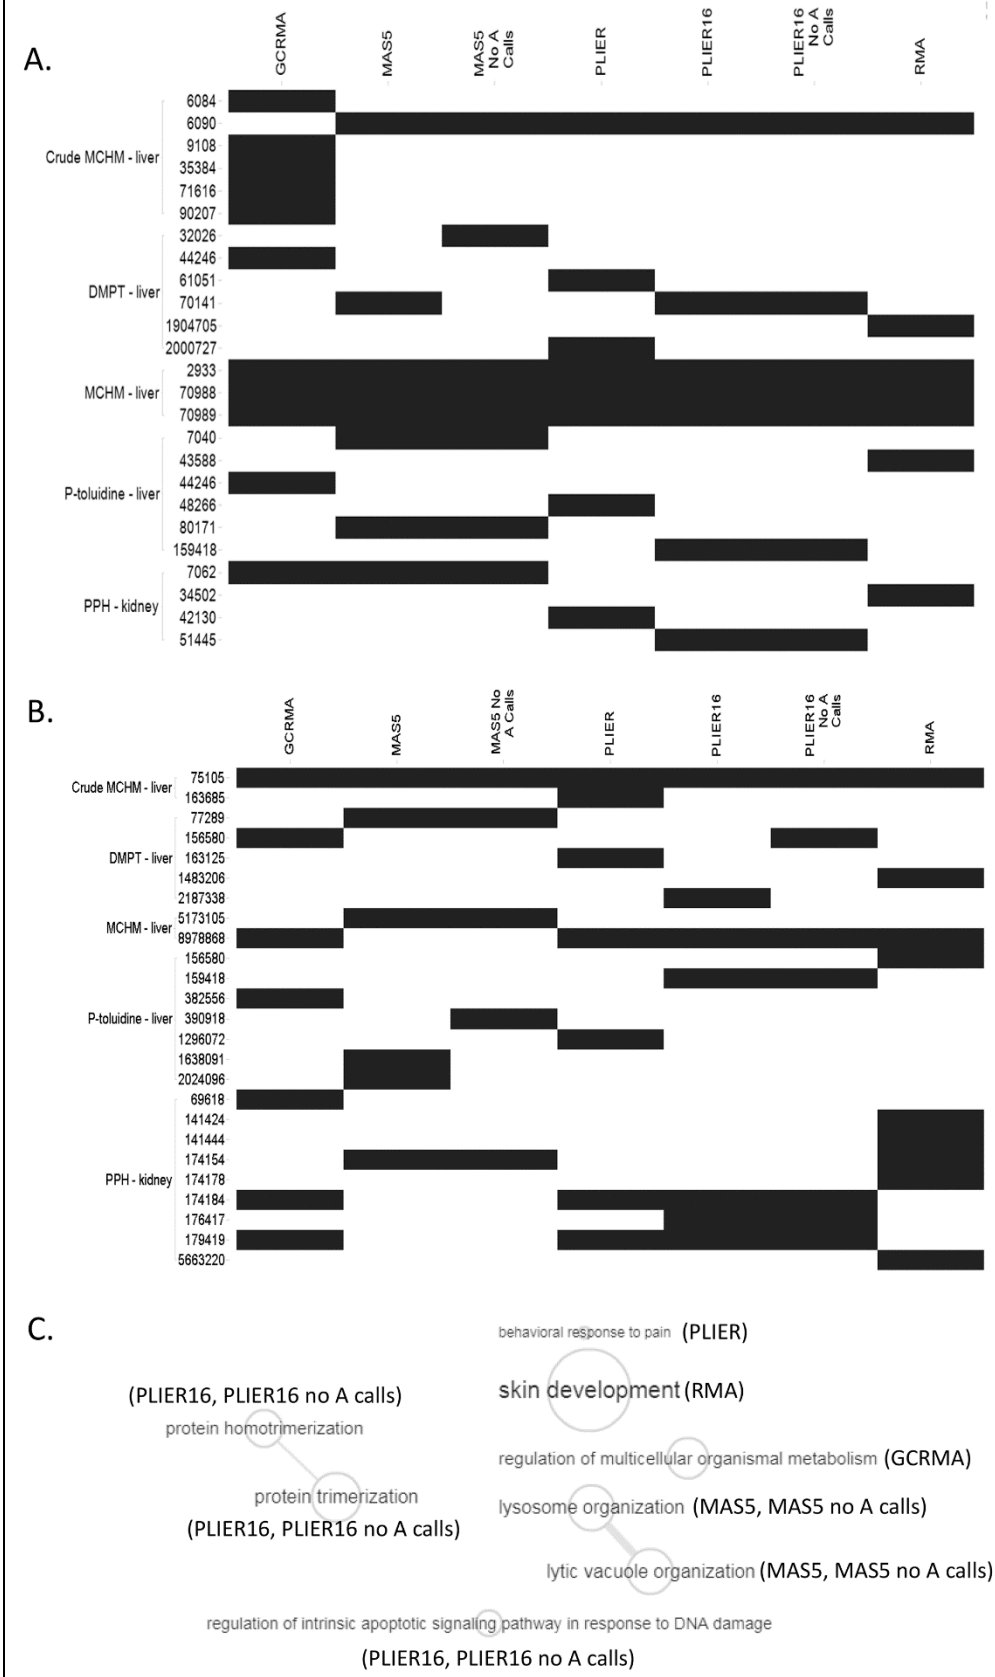 A.
GCRMA
MAS5
MAS5
No A
Calls
PLIER
PLIER16
PLIER16
No A
Calls
RMA
Crude MCHM - liver
6084
6090
9108
35384
71616
90207
DMPT - liver
32026
44246
61051
70141
1904705
2000727
MCHM - liver
2933
70988
70989
P-toluidine - liver
7040
43588
44246
48266
80171
159418
PPH - kidney
7062
34502
42130
51445
B.
GCRMA
MAS5
MAS5 No
A Calls
PLIER
PLIER16
PLIER16
No A
Calls
RMA
Crude MCHM - liver
75105
163685
DMPT - liver
77289
156580
163125
1483206
2187338
MCHM - liver
5173105
8978868
P-toluidine - liver
156580
159418
382556
390918
1296072
1638091
2024096
PPH - kidney
69618
141424
141444
174154
174178
174184
176417
179419
5663220
C.
behavioral response to pain (PLIER)
skin development (RMA)
(PLIER16, PLIER16 no A calls)
protein homotrimerization
regulation of multicellular organismal metabolism (GCRMA)
protein trimerization
(PLIER16, PLIER16 no A calls)
lysosome organization (MAS5, MAS5 no A calls)
lytic vacuole organization (MAS5, MAS5 no A calls)
regulation of intrinsic apoptotic signaling pathway in response to DNA damage
(PLIER16, PLIER16 no A calls)